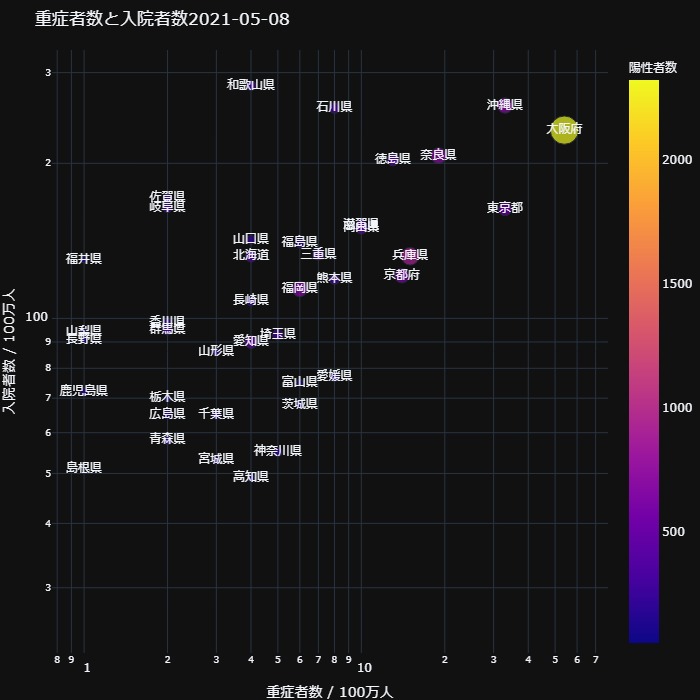 重症者数と入院者数2021-05-08
陽性者数
3
和歌山県
石川県
沖縄県
大阪府
奈良県
徳島県
2
2000
佐賀県
岐阜県
東京都
滋賀県
山口県
福島県
三重県
北海道
兵庫県
福井県
京都府
熊本県
福岡県
1500
長崎県
100
香川県
群馬県
山梨県
長野県
埼玉県
愛知県
9
山形県
8
愛媛県
富山県
鹿児島県
栃木県
7
茨城県
広島県
千葉県
1000
6
青森県
神奈川県
宮城県
島根県
5
高知県
4
500
3
入院者数 / 100万人
8
9
1
2
3
4
5
6
7
8
9
10
2
3
4
5
6
7
重症者数 / 100万人